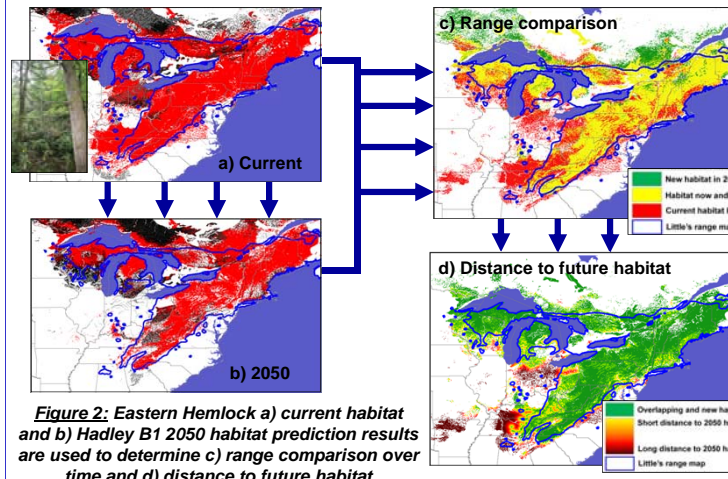 a) Current
b) 2050
c) Range comparison
New habitat in 2
Habitat now and
Current habitat
Little's range ma
d) Distance to future habitat
Overlapping and new ha
Short distance to 2050 h
Long distance to 2050 h
Little's range map
Figure 2: Eastern Hemlock a) current habitat
and b) Hadley B1 2050 habitat prediction results
are used to determine c) range comparison over
time and d) distance to future habitat